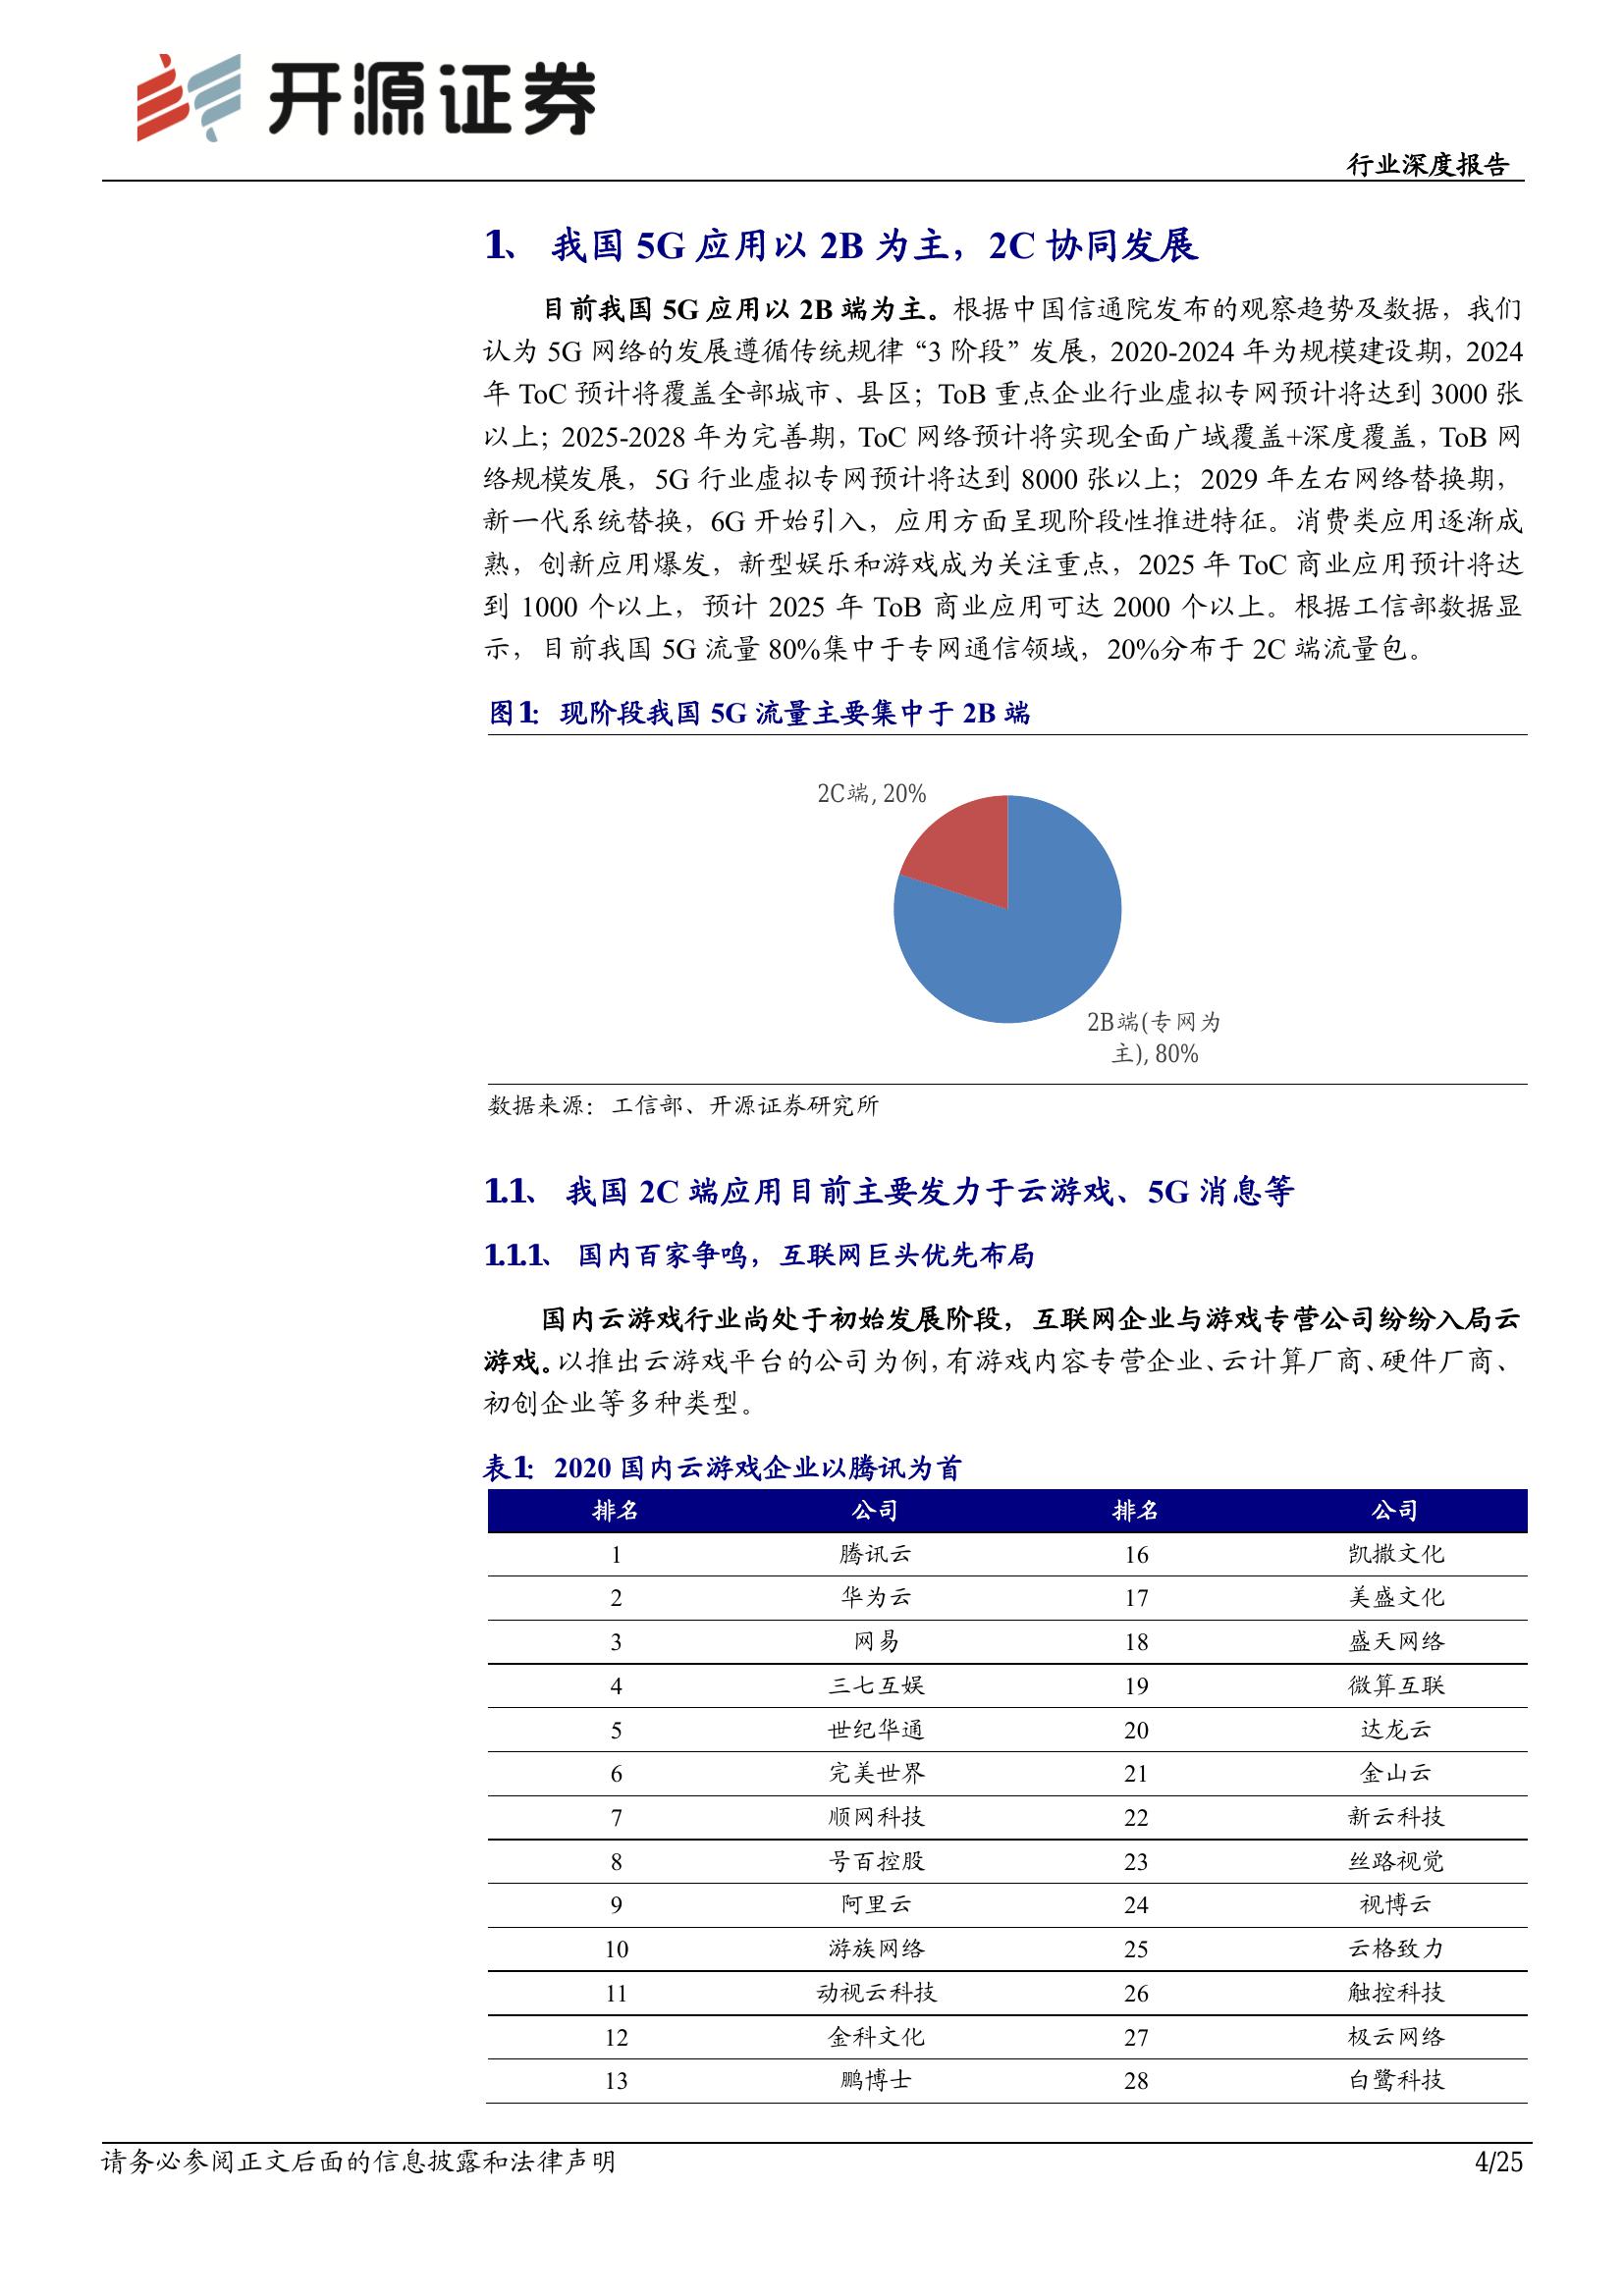 开源证券
行业深度报告
1、 我国 5G 应用以 2B 为主，2C 协同发展
目前我国 5G 应用以 2B 端为主。根据中国信通院发布的观察趋势及数据，我们
认为 5G 网络的发展遵循传统规律“3 阶段”发展，2020-2024 年为规模建设期，2024
年 ToC 预计将覆盖全部城市、县区；ToB 重点企业行业虚拟专网预计将达到 3000 张
以上；2025-2028 年为完善期，ToC 网络预计将实现全面广域覆盖+深度覆盖，ToB 网
络规模发展，5G 行业虚拟专网预计将达到 8000 张以上；2029 年左右网络替换期，
新一代系统替换，6G 开始引入，应用方面呈现阶段性推进特征。消费类应用逐渐成
熟，创新应用爆发，新型娱乐和游戏成为关注重点，2025 年 ToC 商业应用预计将达
到 1000 个以上，预计 2025 年 ToB 商业应用可达 2000 个以上。根据工信部数据显
示，目前我国 5G 流量 80%集中于专网通信领域，20%分布于 2C 端流量包。
图1： 现阶段我国 5G 流量主要集中于 2B 端
2C端, 20%
2B端(专网为
主), 80%
数据来源：工信部、开源证券研究所
1.1、 我国 2C 端应用目前主要发力于云游戏、5G 消息等
1.1.1、 国内百家争鸣，互联网巨头优先布局
国内云游戏行业尚处于初始发展阶段，互联网企业与游戏专营公司纷纷入局云
游戏。以推出云游戏平台的公司为例，有游戏内容专营企业、云计算厂商、硬件厂商、
初创企业等多种类型。
表1： 2020 国内云游戏企业以腾讯为首
排名 公司 排名 公司
1 腾讯云 16 凯撒文化
2 华为云 17 美盛文化
3 网易 18 盛天网络
4 三七互娱 19 微算互联
5 世纪华通 20 达龙云
6 完美世界 21 金山云
7 顺网科技 22 新云科技
8 号百控股 23 丝路视觉
9 阿里云 24 视博云
10 游族网络 25 云格致力
11 动视云科技 26 触控科技
12 金科文化 27 极云网络
13 鹏博士 28 白鹭科技
请务必参阅正文后面的信息披露和法律声明 4/25